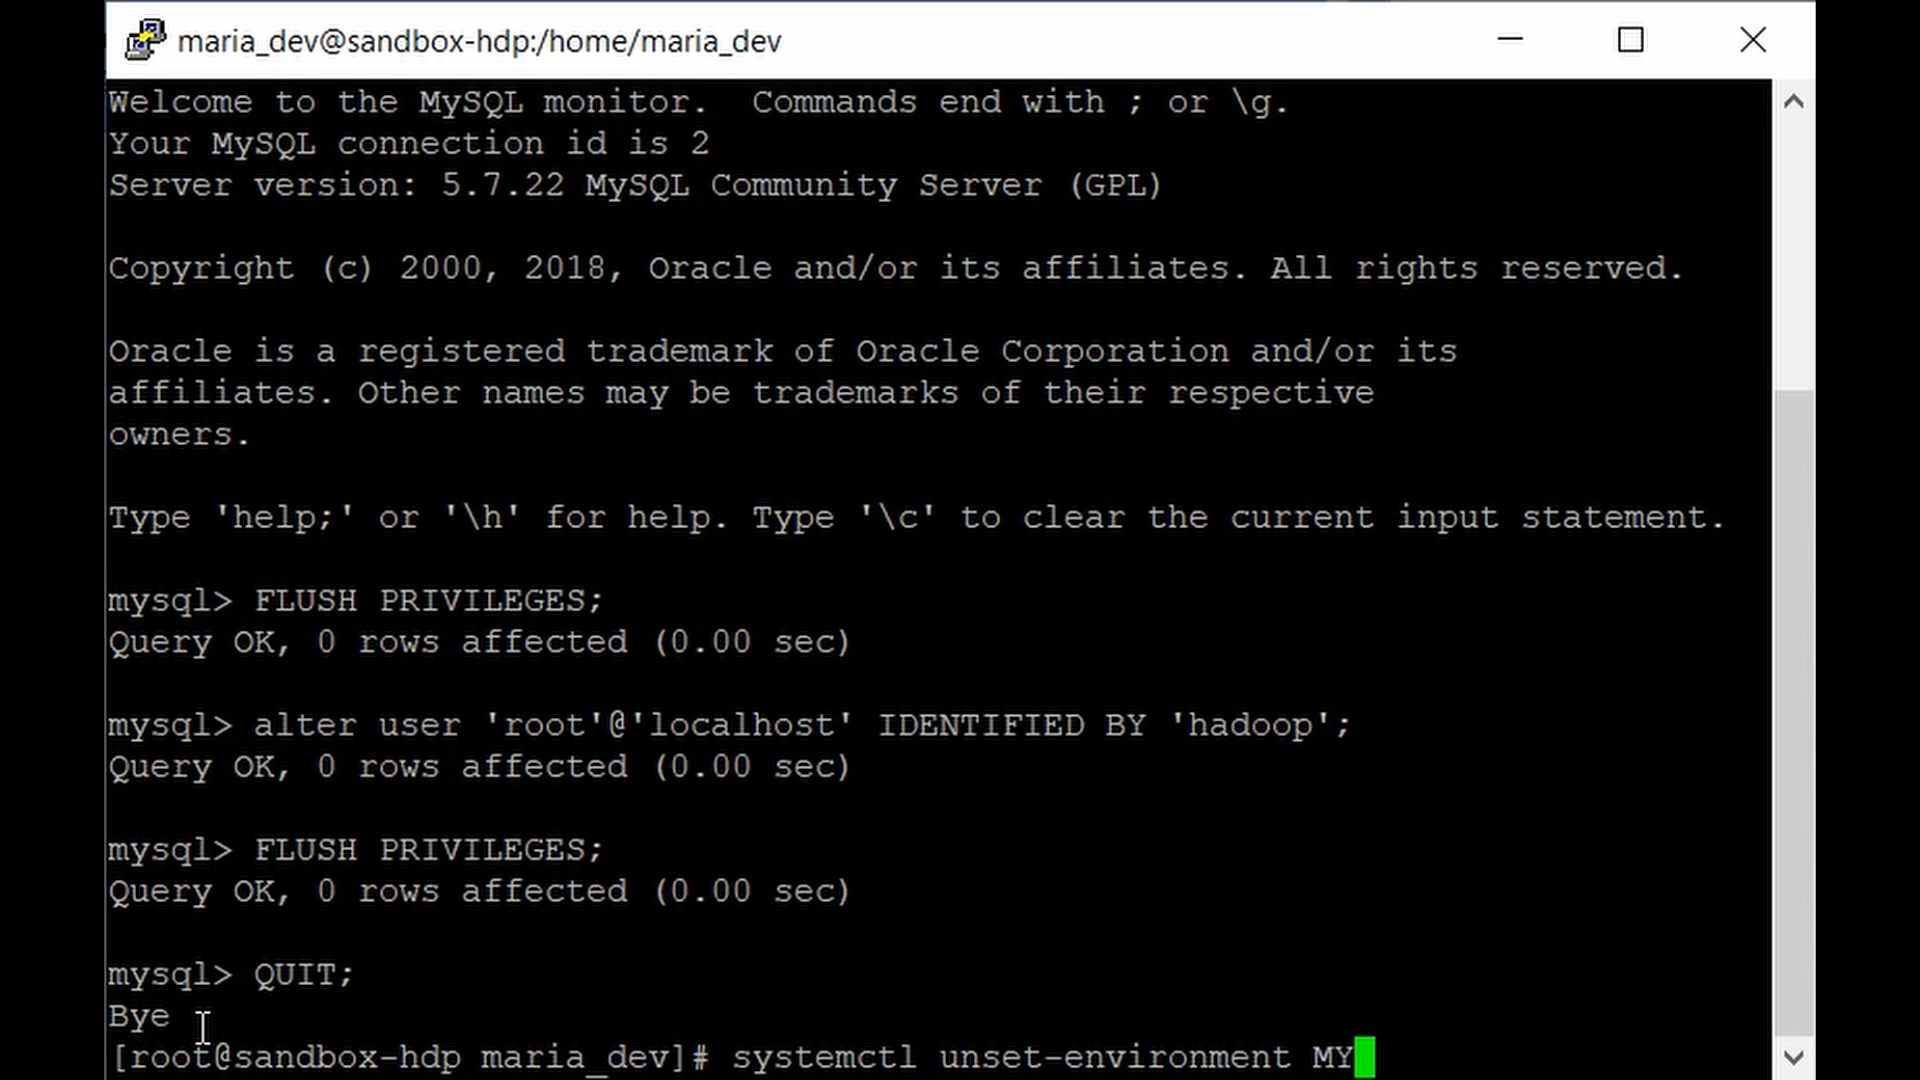 maria_dev@sandbox-hdp:/home/maria_dev
Welcome to the MySQL monitor.  Commands end with ; or \g.
Your MySQL connection id is 2
Server version: 5.7.22 MySQL Community Server (GPL)
Copyright (c) 2000, 2018, Oracle and/or its affiliates. All rights reserved.
Oracle is a registered trademark of Oracle Corporation and/or its
affiliates. Other names may be trademarks of their respective
owners.
Type 'help;' or '\h' for help. Type '\c' to clear the current input statement.
mysql> FLUSH PRIVILEGES;
Query OK, 0 rows affected (0.00 sec)
mysql> alter user 'root'@'localhost' IDENTIFIED BY 'hadoop';
Query OK, 0 rows affected (0.00 sec)
mysql> FLUSH PRIVILEGES;
Query OK, 0 rows affected (0.00 sec)
mysql> QUIT;
Bye
[root@sandbox-hdp maria_dev]# systemctl unset-environment MY